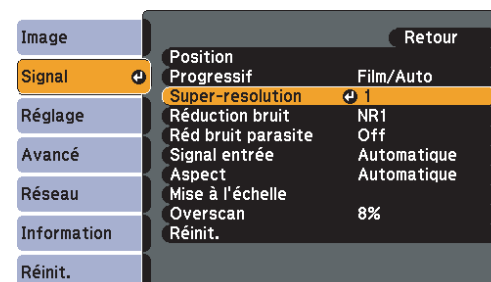 Image
Signal
Réglage
Avancé
Réseau
Information
Réinit.
Retour
Position
Progressif Film/Auto
Super-resolution 1
Réduction bruit NR1
Réd bruit parasite Off
Signal entrée Automatique
Aspect Automatique
Mise à l'échelle
Overscan 8%
Réinit.